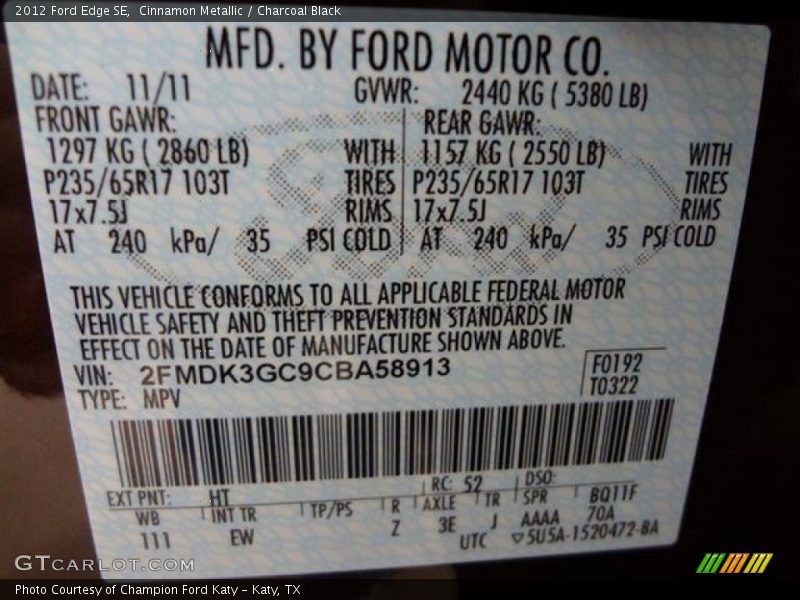 2012 Ford Edge SE,  Cinnamon Metallic / Charcoal Black
MFD. BY FORD MOTOR CO.
DATE: 11/11 GVWR: 2440 KG ( 5380 LB)
FRONT GAWR: REAR GAWR:
1297 KG ( 2860 LB) WITH 1157 KG ( 2550 LB) WITH
P235/65R17 103T TIRES P235/65R17 103T TIRES
17x7.5J RIMS 17x7.5J RIMS
AT 240 kPa/ 35 PSI COLD AT 240 kPa/ 35 PSI COLD
THIS VEHICLE CONFORMS TO ALL APPLICABLE FEDERAL MOTOR
VEHICLE SAFETY AND THEFT PREVENTION STANDARDS IN
EFFECT ON THE DATE OF MANUFACTURE SHOWN ABOVE.
VIN: 2FMDK3GC9CBA58913 F0192
TYPE: MPV T0322
EXT PNT: HT RC: 52 DSO:
WB INT TR TP/PS R AXLE TR SPR BQ11F
111 EW Z 3E J AAAA 70A
UTC ▽5U5A-1520472-BA
GTCARLOT.COM
Photo Courtesy of Champion Ford Katy – Katy, TX